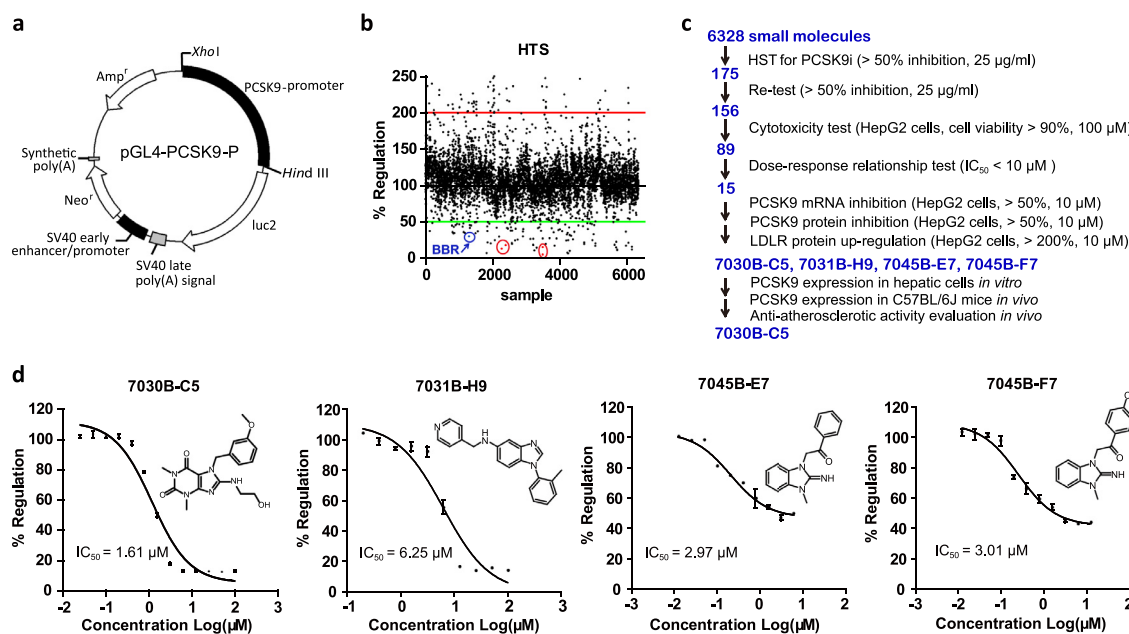 a
XhoI
Amp^r
PCSK9-promoter
Synthetic
poly(A)
pGL4-PCSK9-P
Neo^r
Hind III
luc2
SV40 early
enhancer/promoter
SV40 late
poly(A) signal
b
HTS
% Regulation
250
200
150
100
50
0
BBR
0
2000
4000
6000
sample
c
6328 small molecules
HST for PCSK9i (> 50% inhibition, 25 µg/ml)
175
Re-test (> 50% inhibition, 25 µg/ml)
156
Cytotoxicity test (HepG2 cells, cell viability > 90%, 100 µM)
89
Dose-response relationship test (IC50 < 10 µM )
15
PCSK9 mRNA inhibition (HepG2 cells, > 50%, 10 µM)
PCSK9 protein inhibition (HepG2 cells, > 50%, 10 µM)
LDLR protein up-regulation (HepG2 cells, > 200%, 10 µM)
7030B-C5, 7031B-H9, 7045B-E7, 7045B-F7
PCSK9 expression in hepatic cells in vitro
PCSK9 expression in C57BL/6J mice in vivo
Anti-atherosclerotic activity evaluation in vivo
7030B-C5
d
7030B-C5
% Regulation
120
100
80
60
40
20
0
O
O
N
N
N
N
O
NH
OH
IC50 = 1.61 µM
-2
-1
0
1
2
3
Concentration Log(µM)
7031B-H9
% Regulation
120
100
80
60
40
20
0
N
H
N
N
N
IC50 = 6.25 µM
-1
0
1
2
3
Concentration Log(µM)
7045B-E7
% Regulation
120
100
80
60
40
20
0
O
N
NH
N
IC50 = 2.97 µM
-3
-2
-1
0
1
2
Concentration Log(µM)
7045B-F7
% Regulation
120
100
80
60
40
20
0
O
N
NH
N
IC50 = 3.01 µM
-3
-2
-1
0
1
2
Concentration Log(µM)